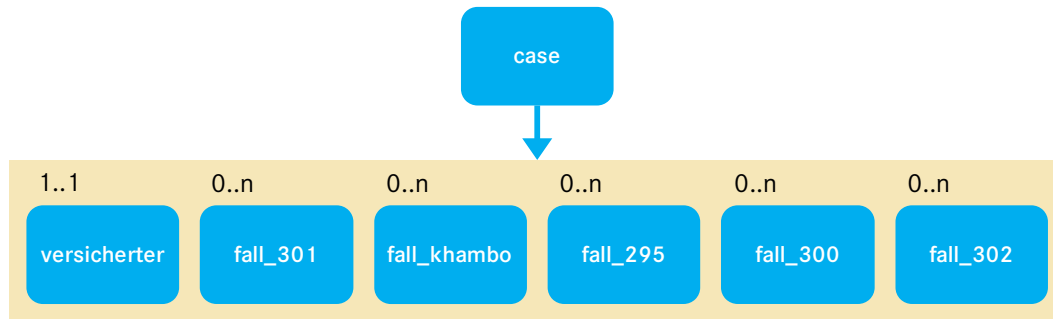 case
1..1 0..n 0..n 0..n 0..n 0..n
versicherter fall_301 fall_khambo fall_295 fall_300 fall_302